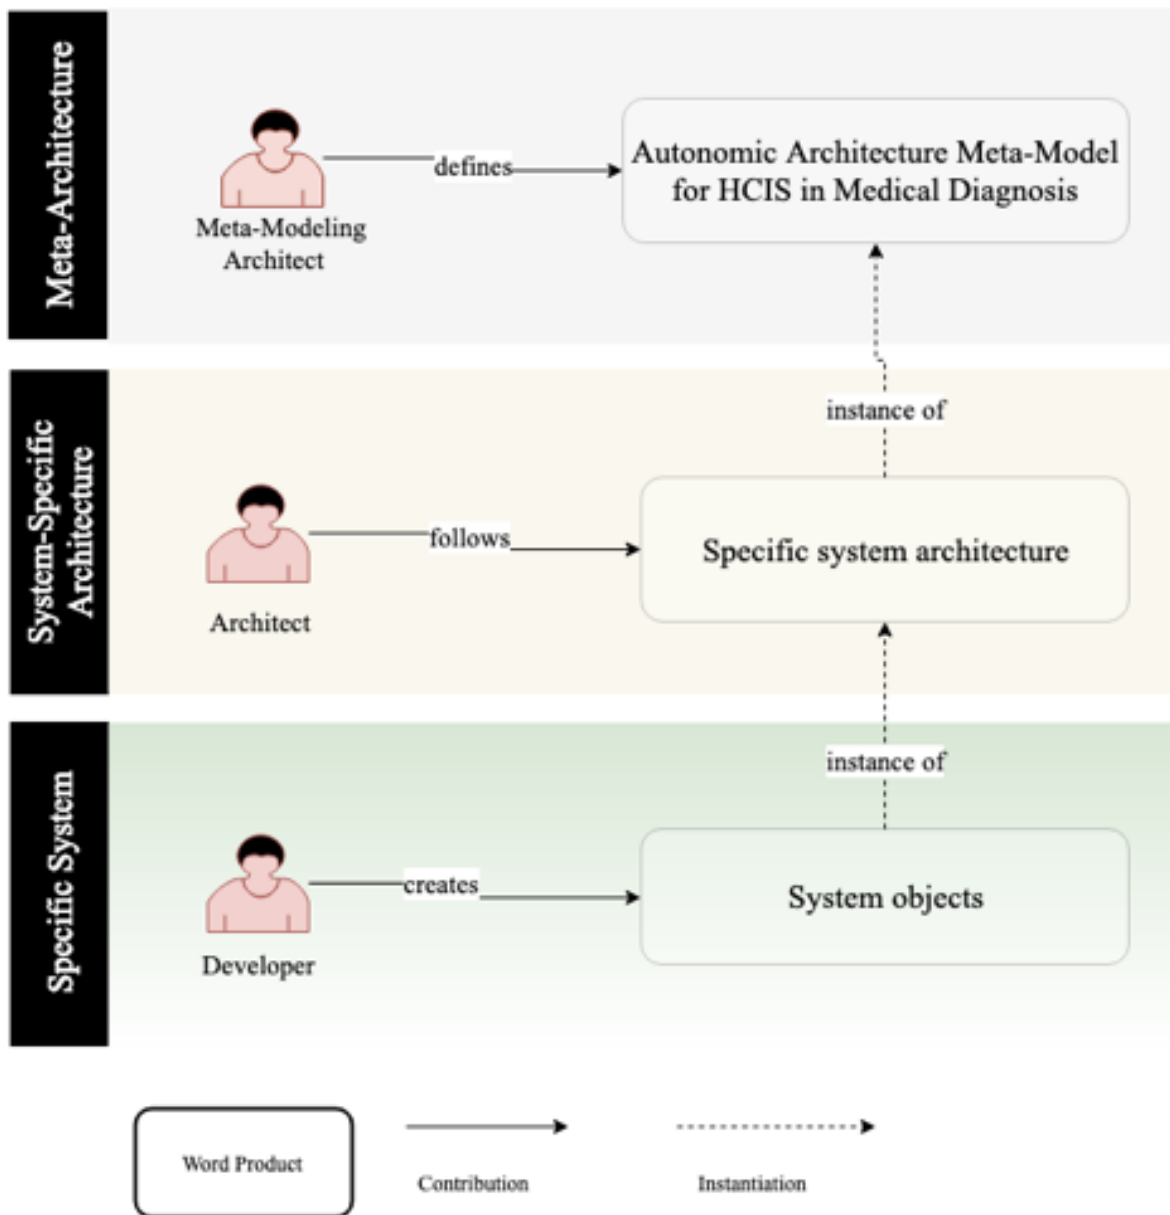 Meta-Architecture
defines
Autonomic Architecture Meta-Model
for HCIS in Medical Diagnosis
Meta-Modeling
Architect
System-Specific
Architecture
instance of
follows
Specific system architecture
Architect
Specific System
instance of
creates
System objects
Developer
Word Product
Contribution
Instantiation